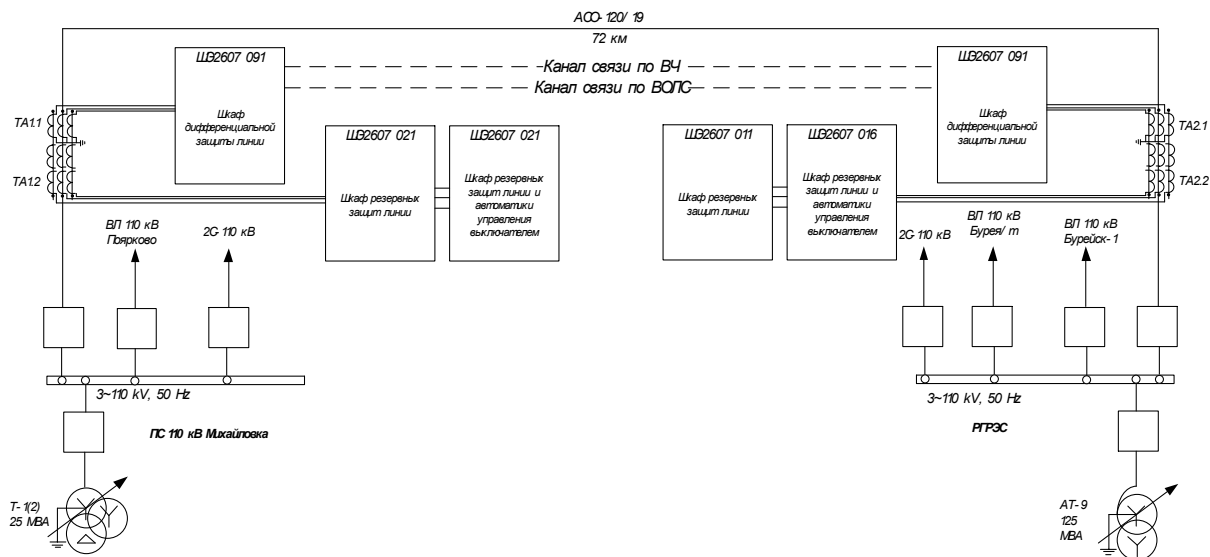 АСО-120/19
72 км
ШЭ2607 091
Шкаф
дифференциальной
защиты линии
Канал связи по ВЧ
Канал связи по ВОЛС
ШЭ2607 091
Шкаф
дифференциальной
защиты линии
ТА1.1
ТА1.2
ТА2.1
ТА2.2
ШЭ2607 021
Шкаф резервных
защит линии
ШЭ2607 021
Шкаф резервных
защит линии и
автоматики
управления
выключателем
ШЭ2607 011
Шкаф резервных
защит линии
ШЭ2607 016
Шкаф резервных
защит линии и
автоматики
управления
выключателем
ВЛ 110 кВ
Поярково
2С-110 кВ
2С-110 кВ
ВЛ 110 кВ
Бурея/т
ВЛ 110 кВ
Бурейск-1
3~110 kV, 50 Hz
3~110 kV, 50 Hz
ПС 110 кВ Михайловка
РГРЭС
Т-1(2)
25 МВА
АТ-9
125
МВА